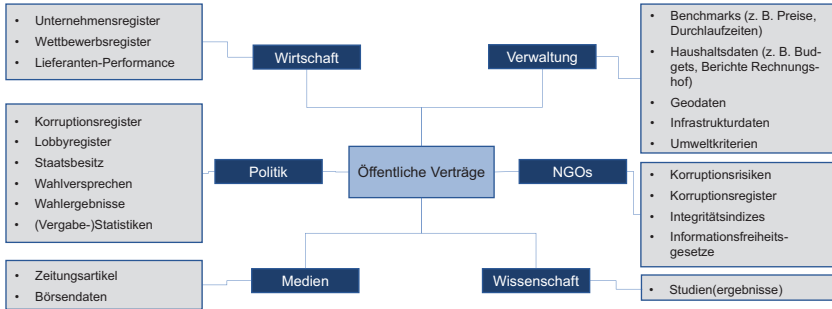 • Unternehmensregister
• Wettbewerbsregister
• Lieferanten-Performance
Wirtschaft
Verwaltung
• Benchmarks (z. B. Preise,
Durchlaufzeiten)
• Haushaltsdaten (z. B. Bud-
gets, Berichte Rechnungs-
hof)
• Geodaten
• Infrastrukturdaten
• Umweltkriterien
• Korruptionsregister
• Lobbyregister
• Staatsbesitz
• Wahlversprechen
• Wahlergebnisse
• (Vergabe-)Statistiken
Politik
Öffentliche Verträge
NGOs
• Korruptionsrisiken
• Korruptionsregister
• Integritätsindizes
• Informationsfreiheits-
gesetze
• Zeitungsartikel
• Börsendaten
Medien
Wissenschaft
• Studien(ergebnisse)